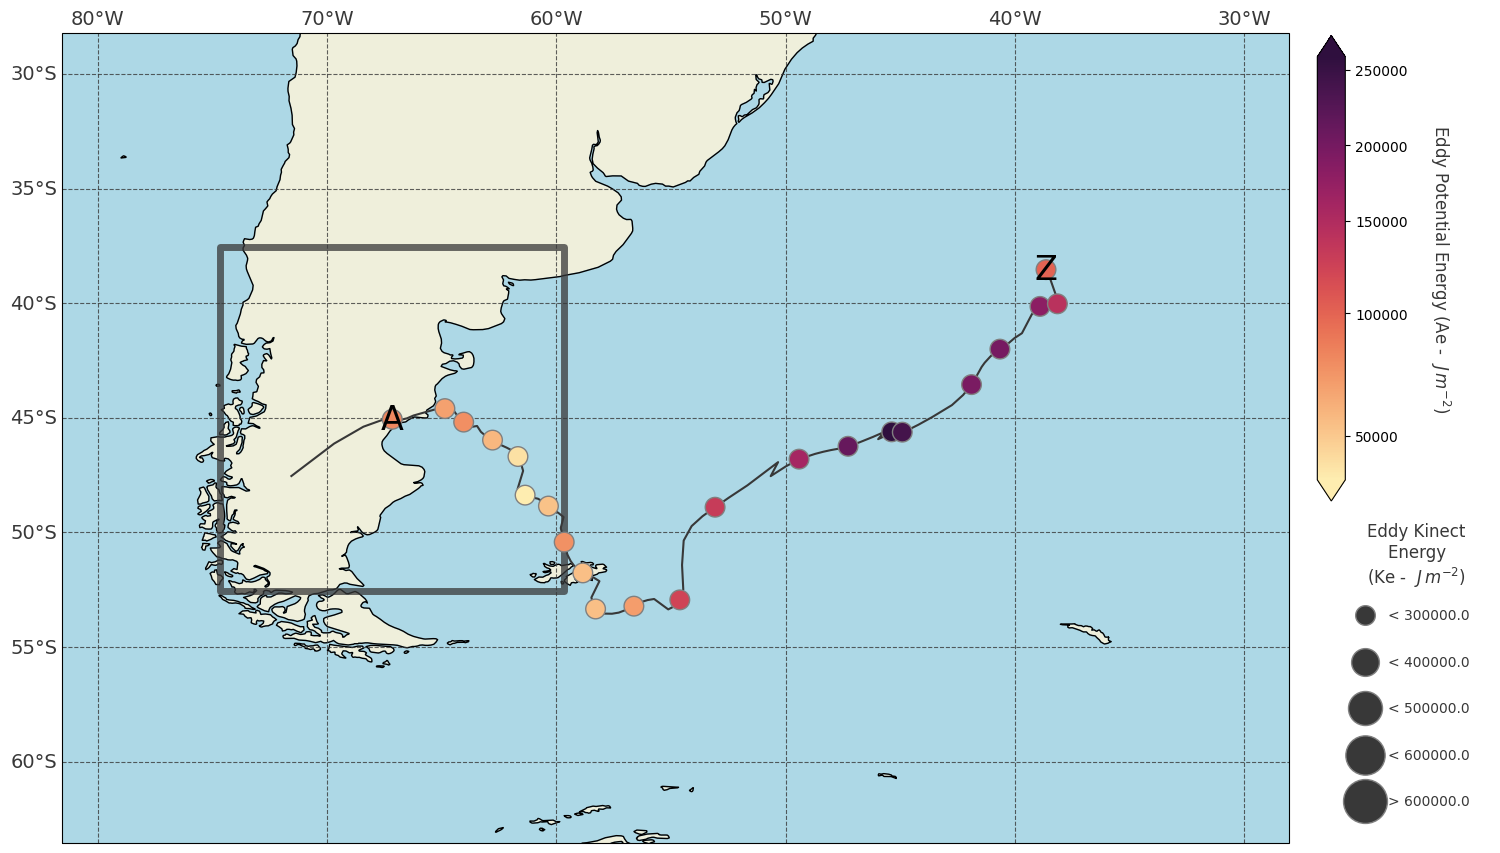 80°W 70°W 60°W 50°W 40°W 30°W
30°S
35°S
40°S
45°S
50°S
55°S
60°S
A
Z
250000
200000
150000
100000
50000
Eddy Potential Energy (Ae - J m⁻²)
Eddy Kinect
Energy
(Ke - J m⁻²)
< 300000.0
< 400000.0
< 500000.0
< 600000.0
> 600000.0